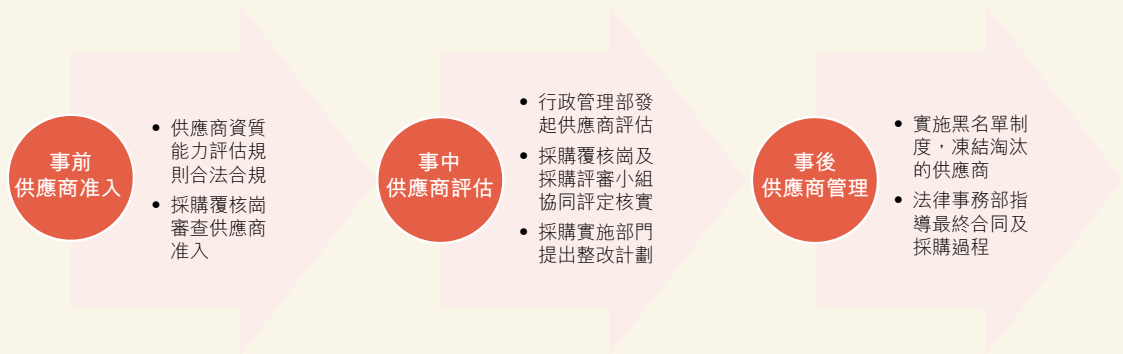 事前
供應商准入
• 供應商資質
能力評估規
則合法合規
• 採購覆核崗
審查供應商
准入
事中
供應商評估
• 行政管理部發
起供應商評估
• 採購覆核崗及
採購評審小組
協同評定核實
• 採購實施部門
提出整改計劃
事後
供應商管理
• 實施黑名單制
度，凍結淘汰
的供應商
• 法律事務部指
導最終合同及
採購過程